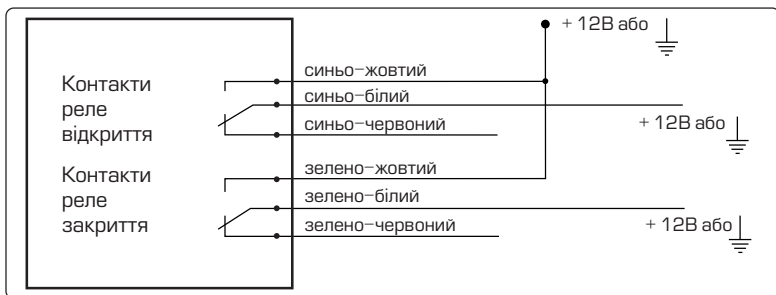 + 12В або
Контакти
реле
відкриття
синьо-жовтий
синьо-білий
синьо-червоний
+ 12В або
Контакти
реле
закриття
зелено-жовтий
зелено-білий
зелено-червоний
+ 12В або